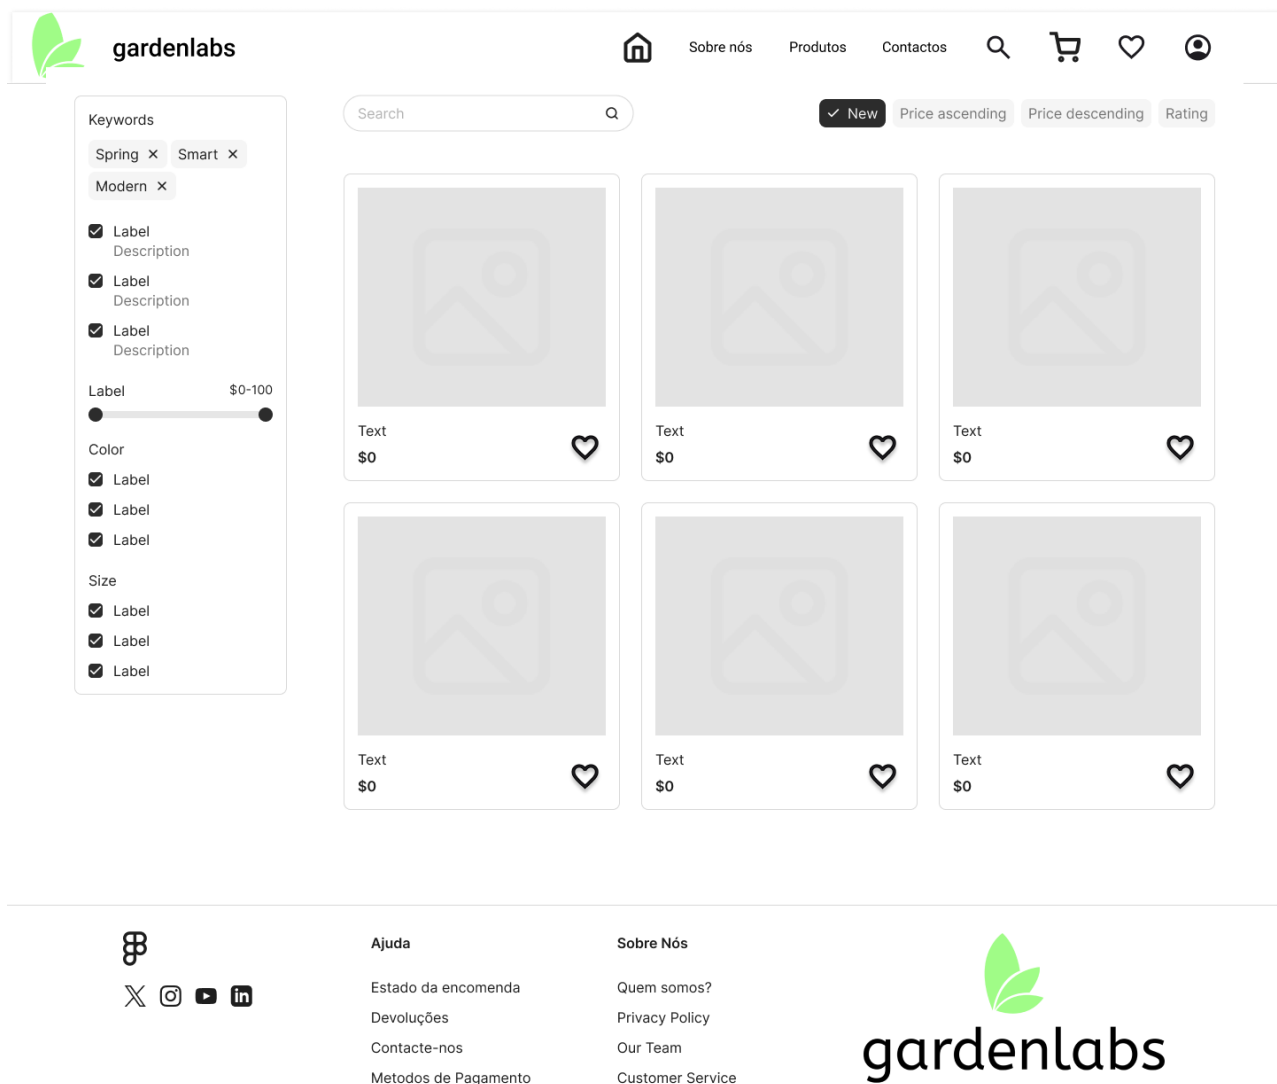 gardenlabs
Sobre nós
Produtos
Contactos
Keywords
Spring
Smart
Modern
Label
Description
Label
Description
Label
Description
Label $0-100
Color
Label
Label
Label
Size
Label
Label
Label
Search
New
Price ascending
Price descending
Rating
Text
$0
Text
$0
Text
$0
Text
$0
Text
$0
Text
$0
Ajuda
Estado da encomenda
Devoluções
Contacte-nos
Metodos de Pagamento
Sobre Nós
Quem somos?
Privacy Policy
Our Team
Customer Service
gardenlabs